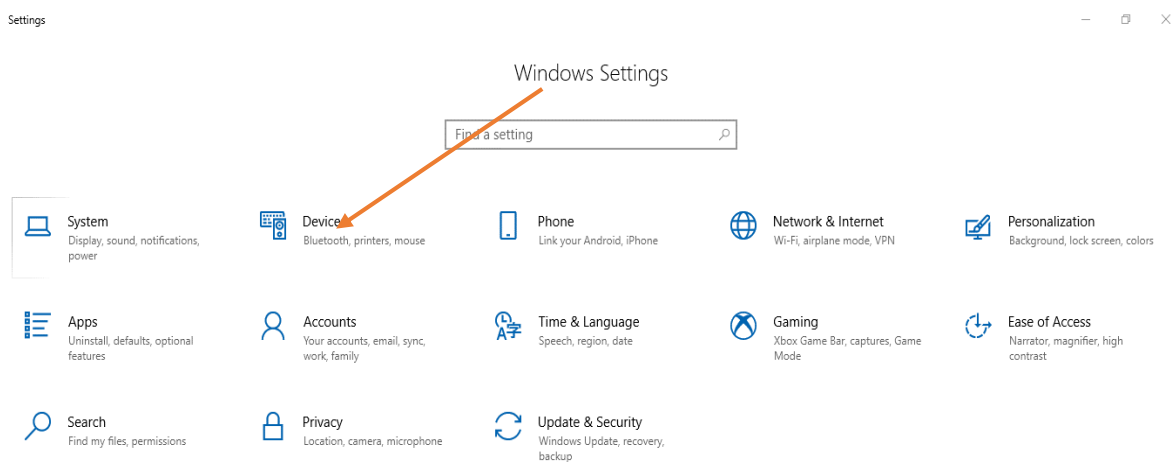 Settings
Windows Settings
Find a setting
System
Display, sound, notifications,
power
Device
Bluetooth, printers, mouse
Phone
Link your Android, iPhone
Network & Internet
Wi-Fi, airplane mode, VPN
Personalization
Background, lock screen, colors
Apps
Uninstall, defaults, optional
features
Accounts
Your accounts, email, sync,
work, family
Time & Language
Speech, region, date
Gaming
Xbox Game Bar, captures, Game
Mode
Ease of Access
Narrator, magnifier, high
contrast
Search
Find my files, permissions
Privacy
Location, camera, microphone
Update & Security
Windows Update, recovery,
backup